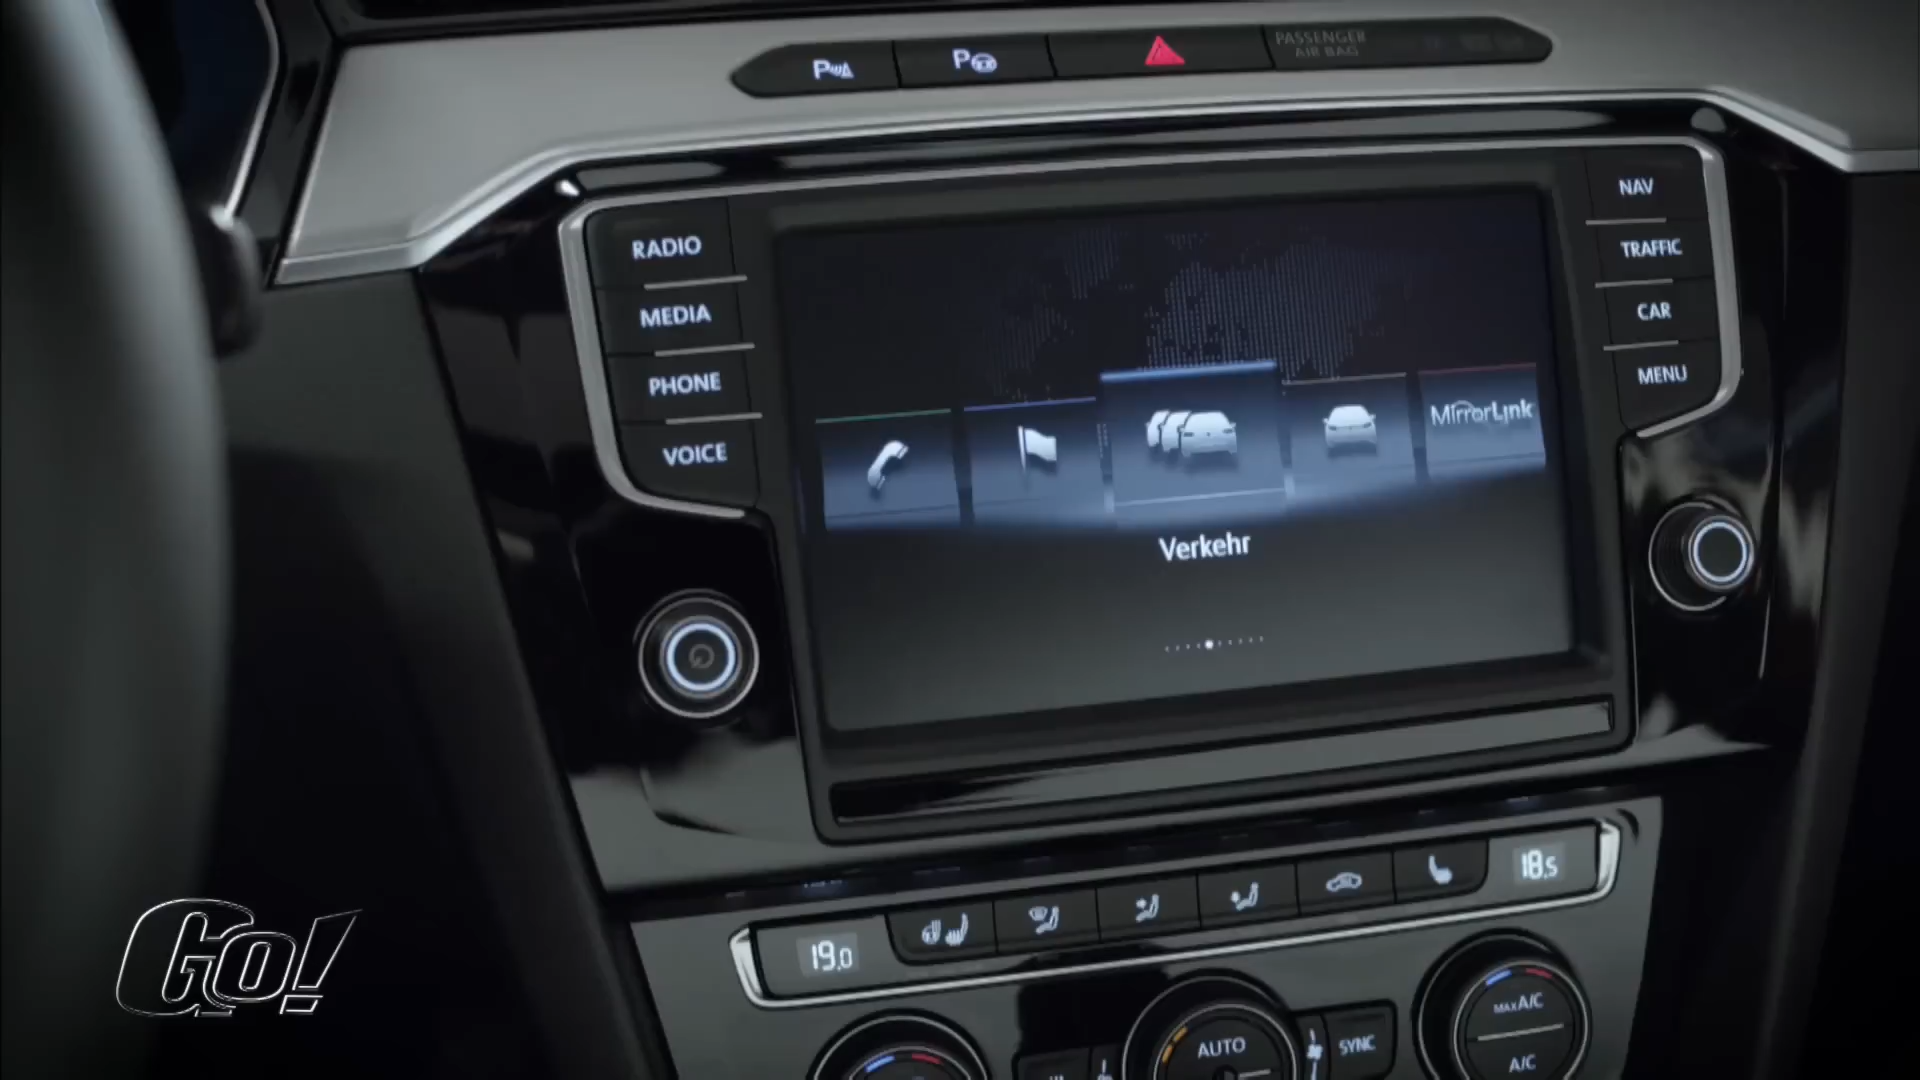 P
P
PASSENGER
AIR BAG
RADIO
MEDIA
PHONE
VOICE
NAV
TRAFFIC
CAR
MENU
MirrorLink
Verkehr
19.0
18.5
AUTO
SYNC
MAX A/C
A/C
GO!